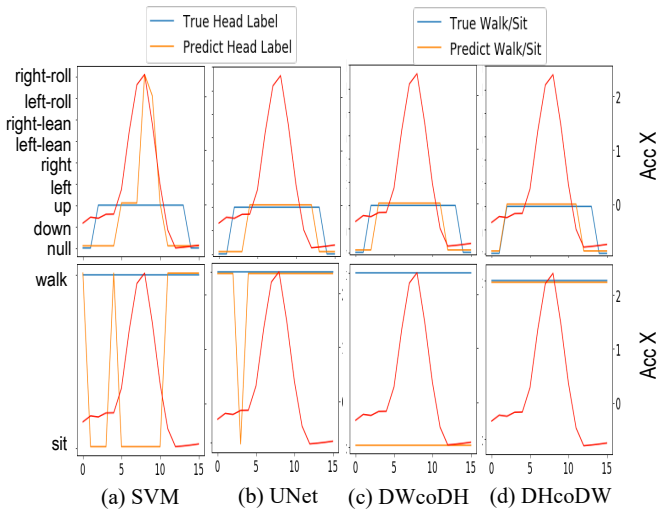 True Head Label
Predict Head Label
True Walk/Sit
Predict Walk/Sit
right-roll
left-roll
right-lean
left-lean
right
left
up
down
null
2
1
0
Acc X
walk
sit
2
1
0
Acc X
0 5 10 15 0 5 10 15 0 5 10 15 0 5 10 15
(a) SVM (b) UNet (c) DWcoDH (d) DHcoDW